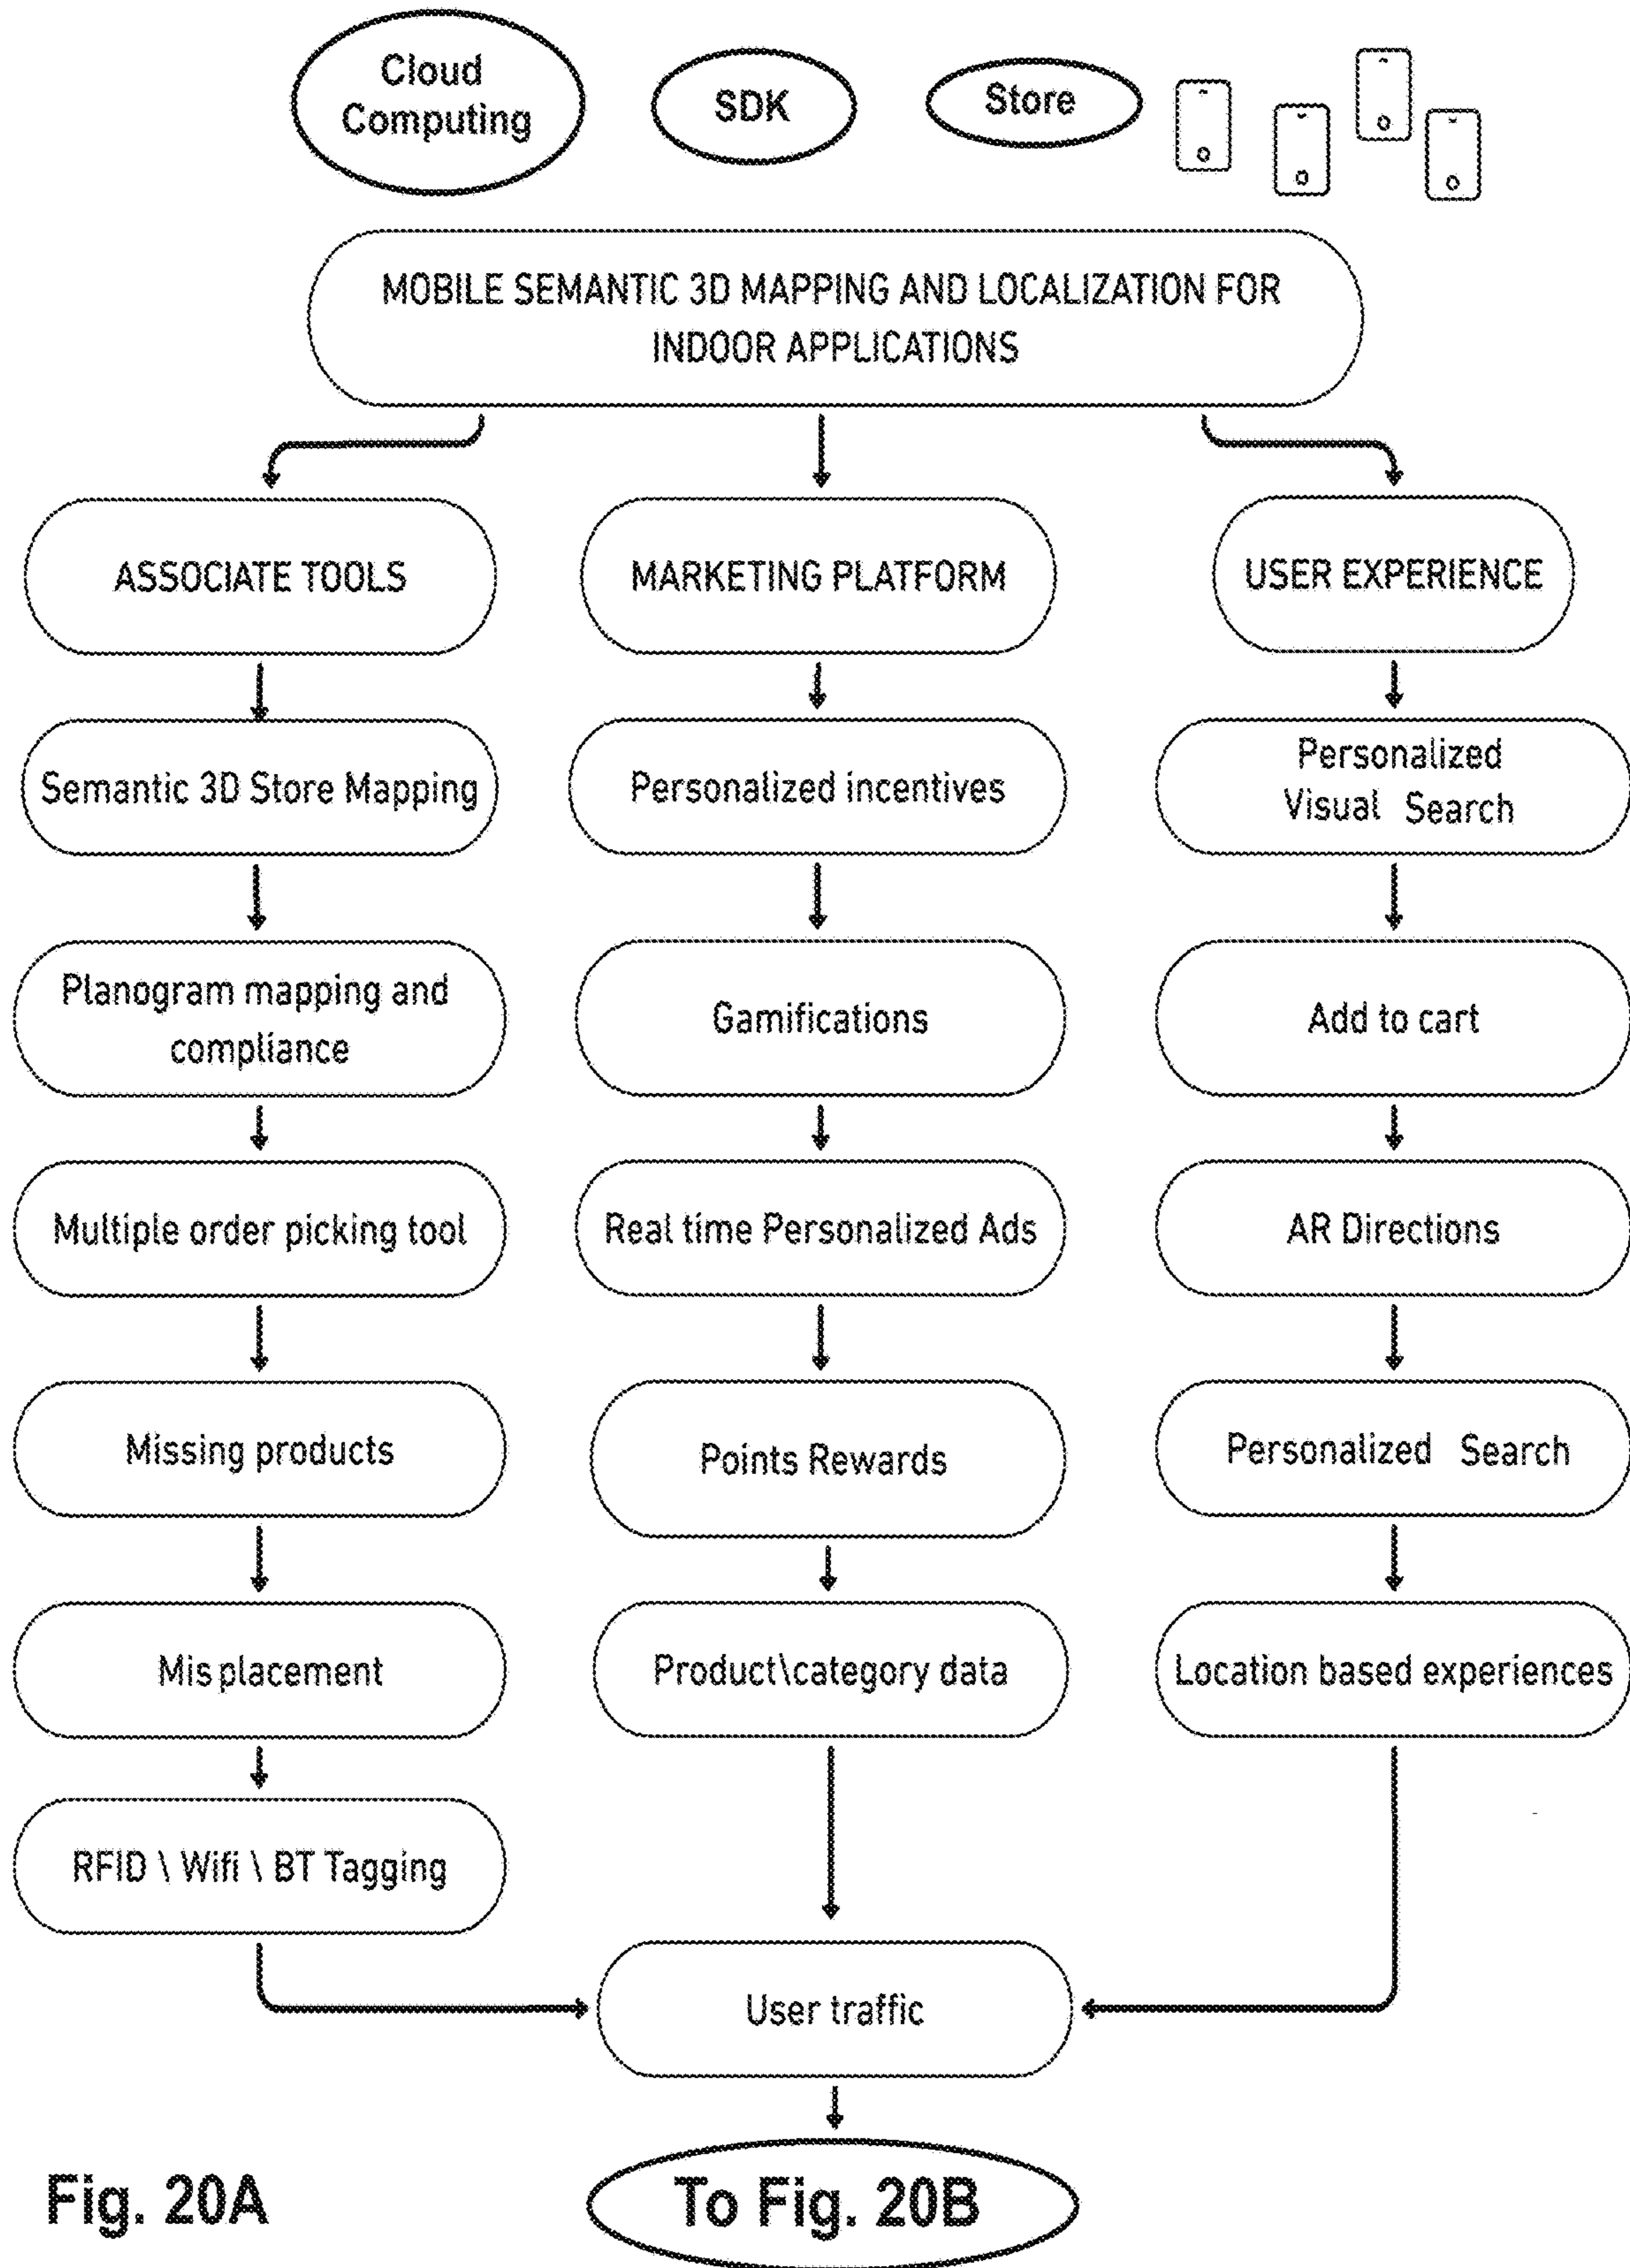 Cloud
Computing
SDK
Store
MOBILE SEMANTIC 3D MAPPING AND LOCALIZATION FOR
INDOOR APPLICATIONS
ASSOCIATE TOOLS
MARKETING PLATFORM
USER EXPERIENCE
Semantic 3D Store Mapping
Personalized incentives
Personalized
Visual Search
Planogram mapping and
compliance
Gamifications
Add to cart
Multiple order picking tool
Real time Personalized Ads
AR Directions
Missing products
Points Rewards
Personalized Search
Mis placement
Product\category data
Location based experiences
RFID \ Wifi \ BT Tagging
User traffic
Fig. 20A
To Fig. 20B